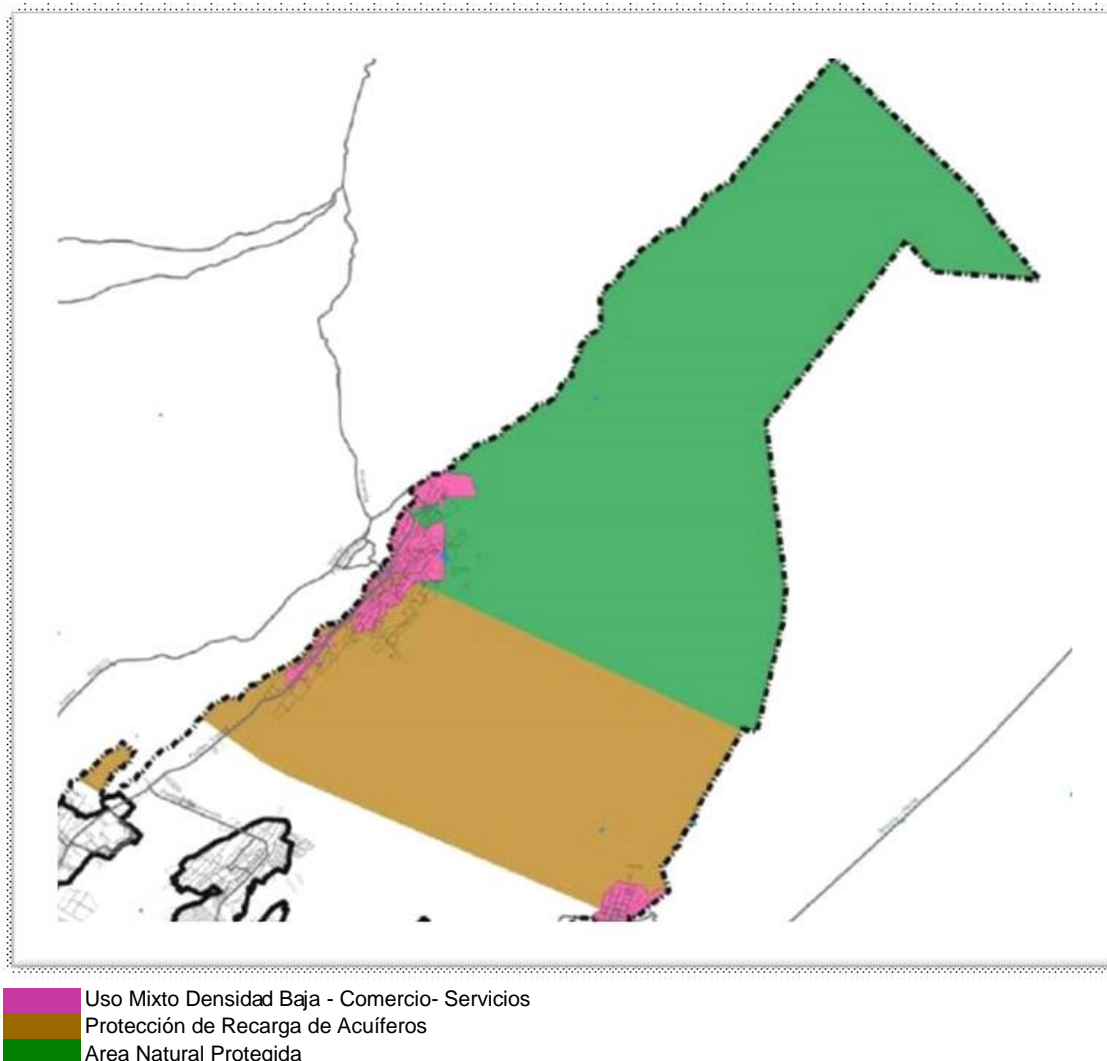 Uso Mixto Densidad Baja - Comercio- Servicios
Protección de Recarga de Acuíferos
Area Natural Protegida